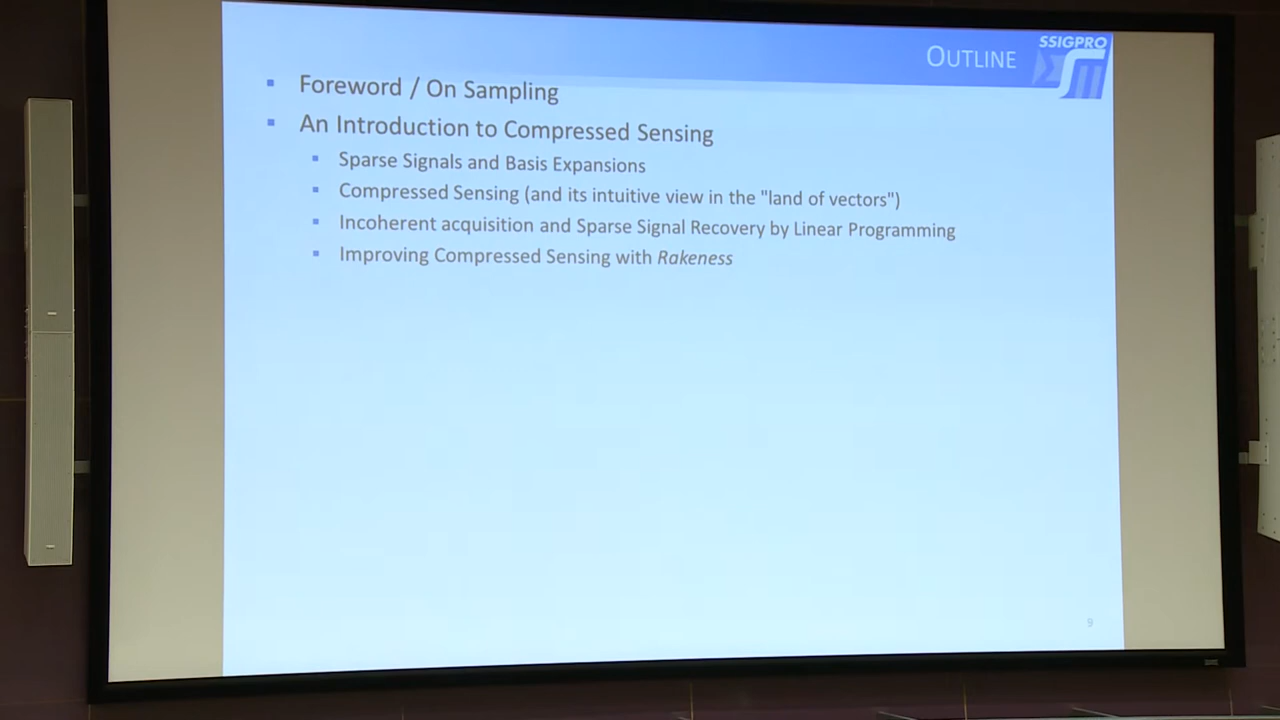 OUTLINE
SSIGPRO
Foreword / On Sampling
An Introduction to Compressed Sensing
Sparse Signals and Basis Expansions
Compressed Sensing (and its intuitive view in the "land of vectors")
Incoherent acquisition and Sparse Signal Recovery by Linear Programming
Improving Compressed Sensing with Rakeness
9